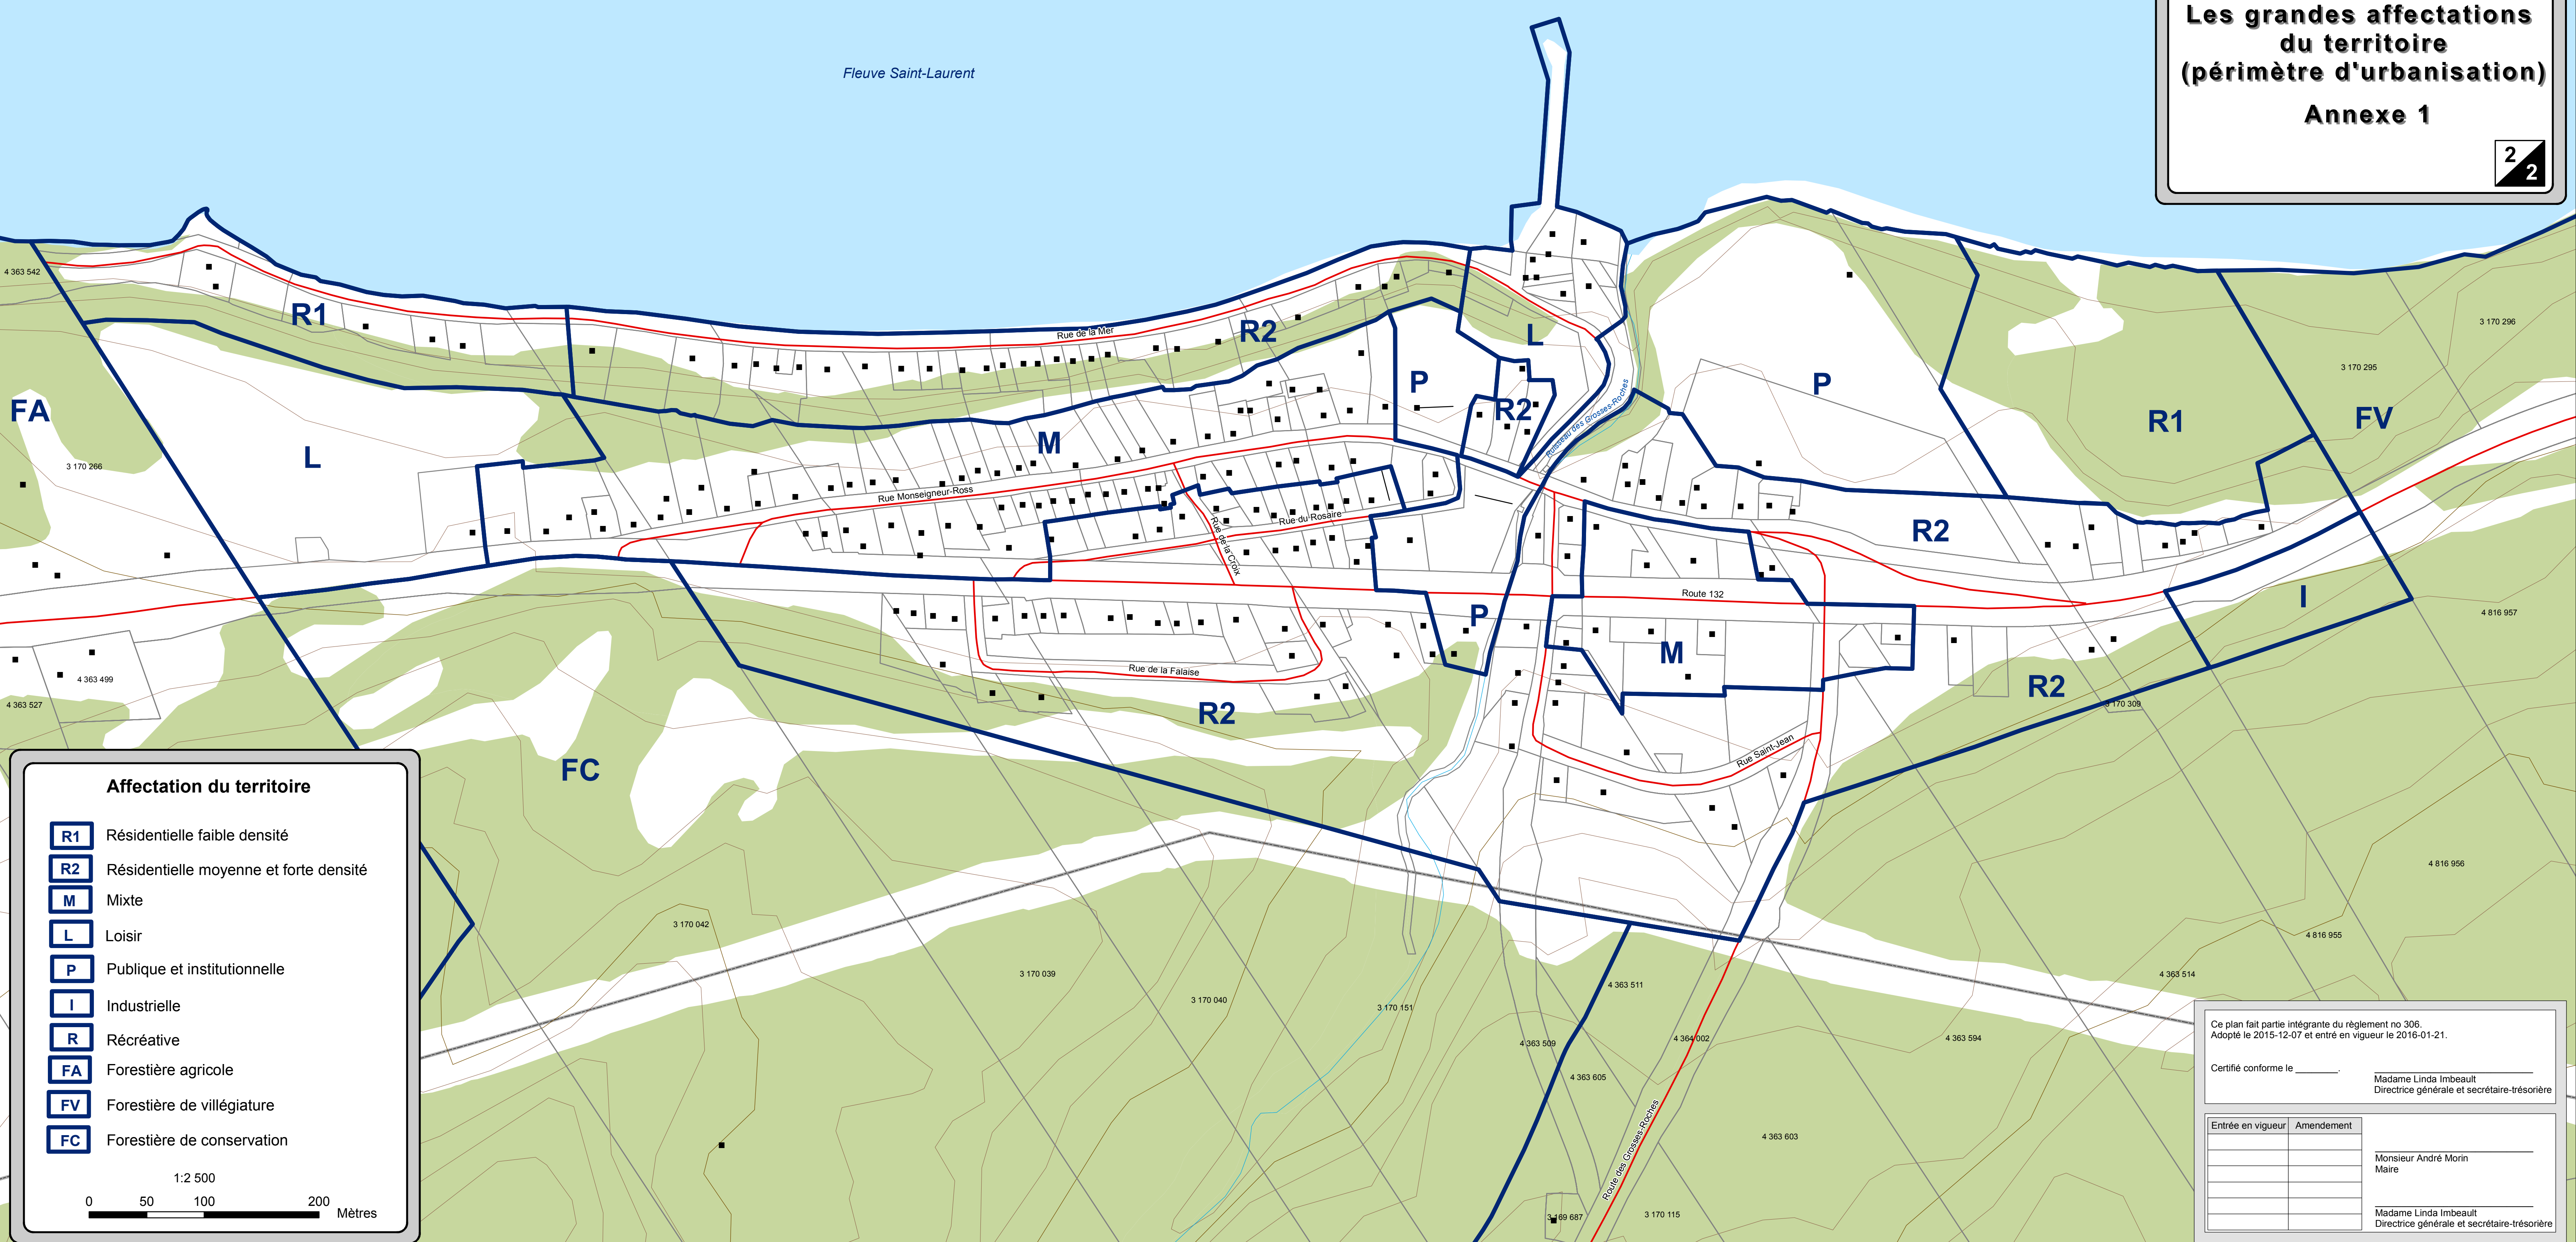 Les grandes affectations
du territoire
(périmètre d'urbanisation)
Annexe 1
2
2
Fleuve Saint-Laurent
4 363 542
R1
Rue de la Mer
R2
L
P
P
R2
Ruisseau des Grosses-Roches
R1
FV
3 170 296
3 170 295
FA
3 170 266
L
M
Rue Monseigneur-Ross
Rue du Rosaire
Rue de la Croix
R2
Route 132
P
I
4 816 957
M
4 363 499
4 363 527
Rue de la Falaise
R2
R2
3 170 309
Rue Saint-Jean
FC
4 816 956
3 170 042
4 816 955
3 170 039
3 170 040
3 170 151
4 363 511
4 363 514
4 363 509
4 364 002
4 363 594
4 363 605
4 363 603
Route des Grosses-Roches
3 169 687
3 170 115
Affectation du territoire
R1 Résidentielle faible densité
R2 Résidentielle moyenne et forte densité
M Mixte
L Loisir
P Publique et institutionnelle
I Industrielle
R Récréative
FA Forestière agricole
FV Forestière de villégiature
FC Forestière de conservation
1:2 500
0 50 100 200
Mètres
Ce plan fait partie intégrante du règlement no 306.
Adopté le 2015-12-07 et entré en vigueur le 2016-01-21.
Certifié conforme le ________.
Madame Linda Imbeault
Directrice générale et secrétaire-trésorière
Entrée en vigueur Amendement
Monsieur André Morin
Maire
Madame Linda Imbeault
Directrice générale et secrétaire-trésorière